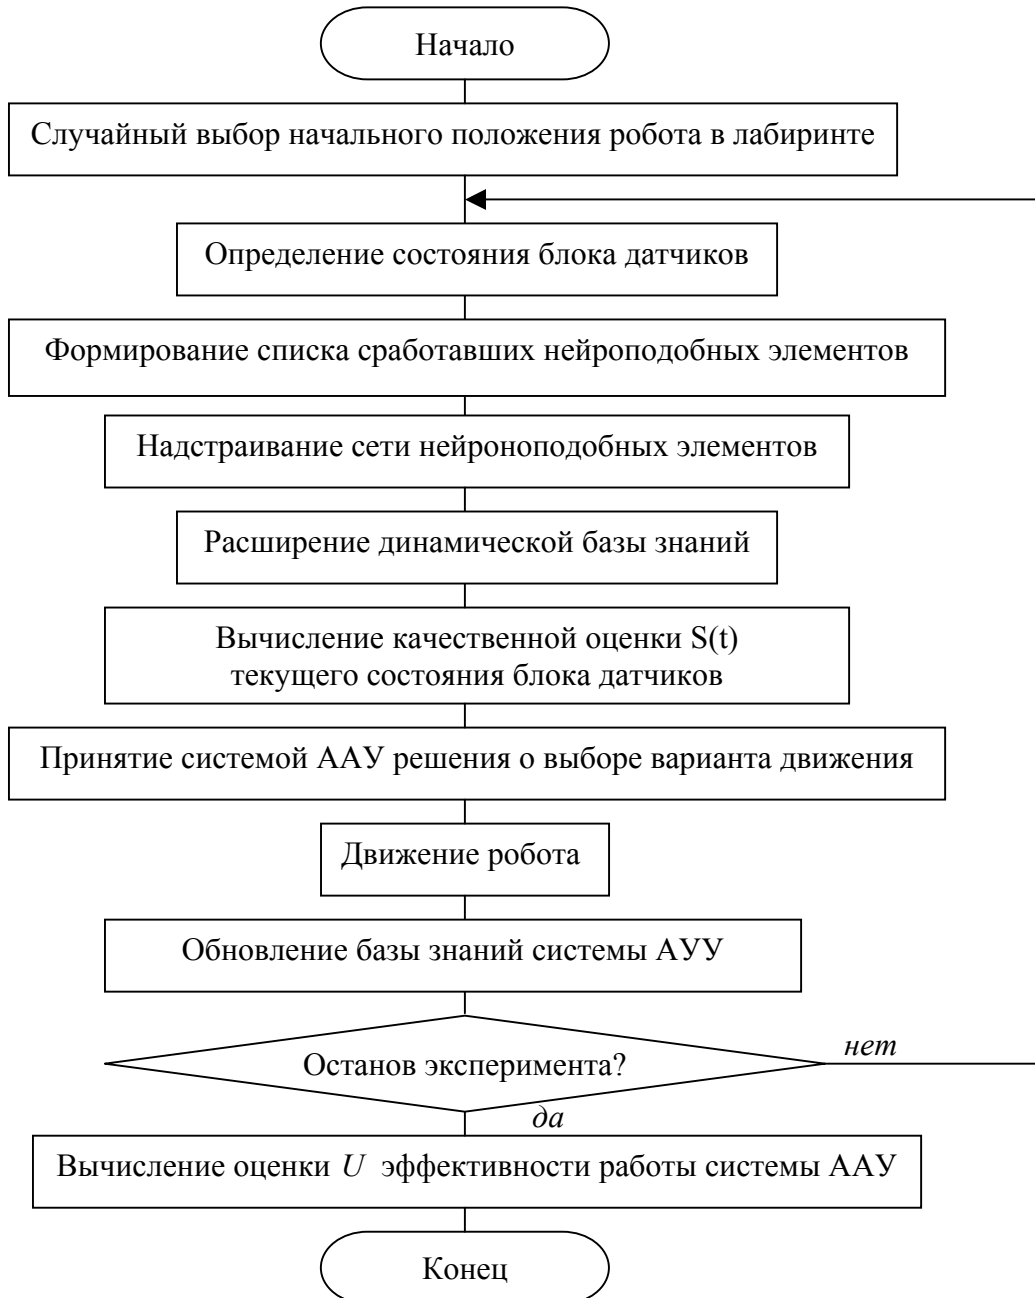 Начало
Случайный выбор начального положения робота в лабиринте
Определение состояния блока датчиков
Формирование списка сработавших нейроподобных элементов
Надстраивание сети нейроноподобных элементов
Расширение динамической базы знаний
Вычисление качественной оценки S(t)
текущего состояния блока датчиков
Принятие системой ААУ решения о выборе варианта движения
Движение робота
Обновление базы знаний системы АУУ
Останов эксперимента?
нет
да
Вычисление оценки U эффективности работы системы ААУ
Конец